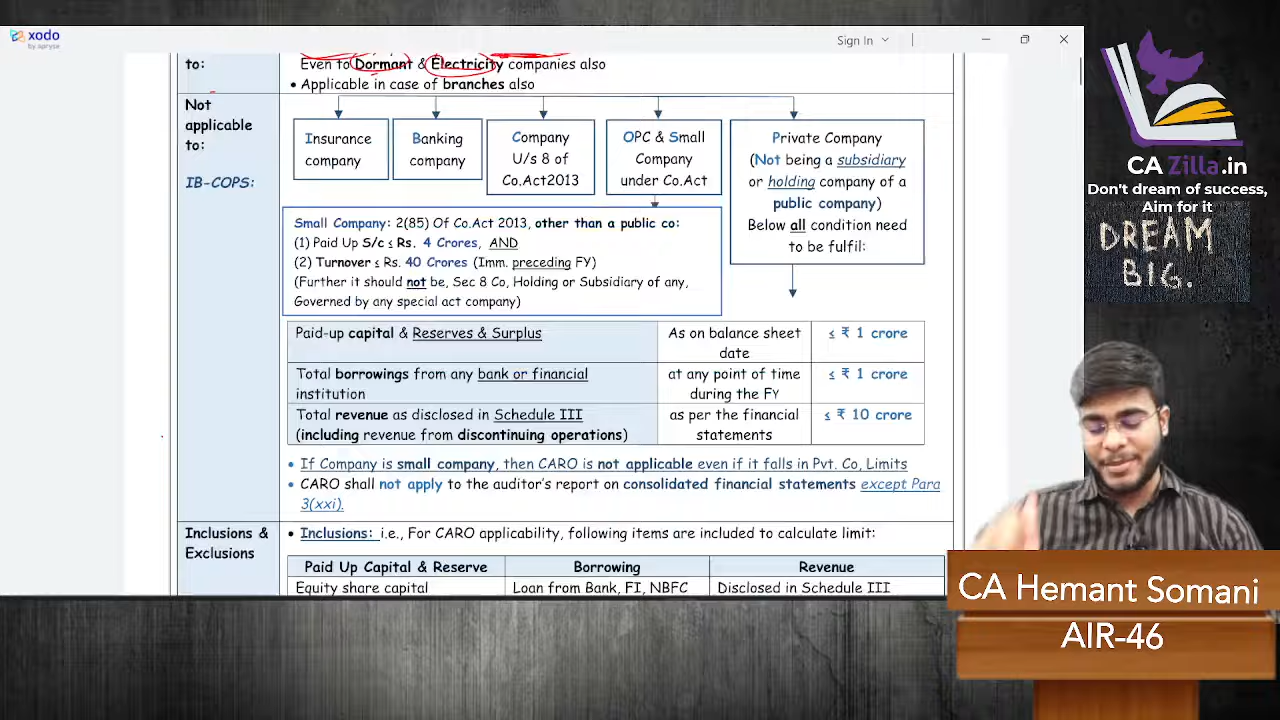 xodo
by apryse
Sign In
to:
Even to Dormant & Electricity companies also
• Applicable in case of branches also
Not
applicable
to:
IB-COPS:
Insurance
company
Banking
company
Company
U/s 8 of
Co.Act2013
OPC & Small
Company
under Co.Act
Private Company
(Not being a subsidiary
or holding company of a
public company)
Below all condition need
to be fulfil:
Small Company: 2(85) Of Co.Act 2013, other than a public co:
(1) Paid Up S/c ≤ Rs. 4 Crores, AND
(2) Turnover ≤ Rs. 40 Crores (Imm. preceding FY)
(Further it should not be, Sec 8 Co, Holding or Subsidiary of any,
Governed by any special act company)
Paid-up capital & Reserves & Surplus
As on balance sheet
date
≤ ₹ 1 crore
Total borrowings from any bank or financial
institution
at any point of time
during the FY
≤ ₹ 1 crore
Total revenue as disclosed in Schedule III
(including revenue from discontinuing operations)
as per the financial
statements
≤ ₹ 10 crore
• If Company is small company, then CARO is not applicable even if it falls in Pvt. Co, Limits
• CARO shall not apply to the auditor's report on consolidated financial statements except Para
3(xxi).
Inclusions &
Exclusions
• Inclusions: i.e., For CARO applicability, following items are included to calculate limit:
Paid Up Capital & Reserve
Borrowing
Revenue
Equity share capital
Loan from Bank, FI, NBFC
Disclosed in Schedule III
CA Zilla.in
Don't dream of success,
Aim for it
DREAM
BIG.
CA Hemant Somani
AIR-46